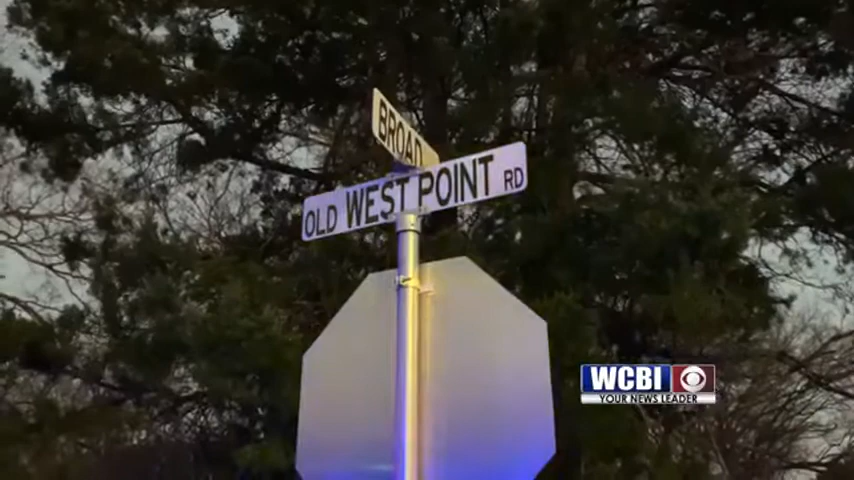 BROAD
OLD WEST POINT RD
WCBI
YOUR NEWS LEADER